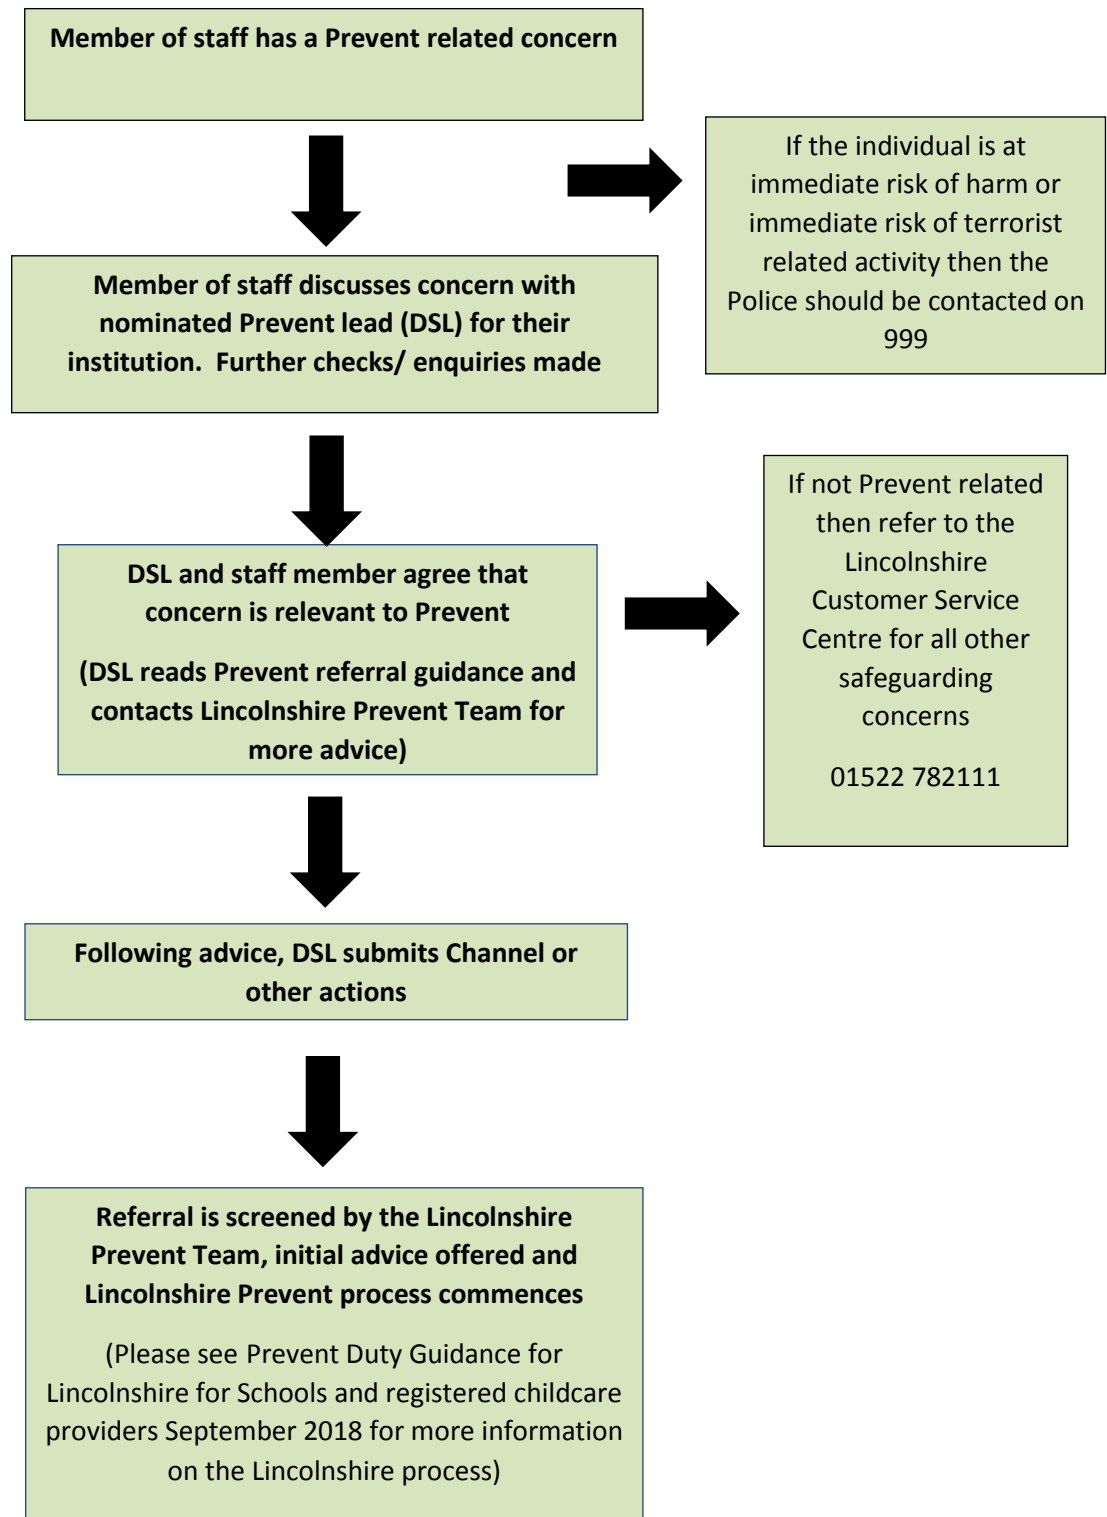 Member of staff has a Prevent related concern
If the individual is at
immediate risk of harm or
immediate risk of terrorist
related activity then the
Police should be contacted on
999
Member of staff discusses concern with
nominated Prevent lead (DSL) for their
institution.  Further checks/ enquiries made
If not Prevent related
then refer to the
Lincolnshire
Customer Service
Centre for all other
safeguarding
concerns
01522 782111
DSL and staff member agree that
concern is relevant to Prevent
(DSL reads Prevent referral guidance and
contacts Lincolnshire Prevent Team for
more advice)
Following advice, DSL submits Channel or
other actions
Referral is screened by the Lincolnshire
Prevent Team, initial advice offered and
Lincolnshire Prevent process commences
(Please see Prevent Duty Guidance for
Lincolnshire for Schools and registered childcare
providers September 2018 for more information
on the Lincolnshire process)